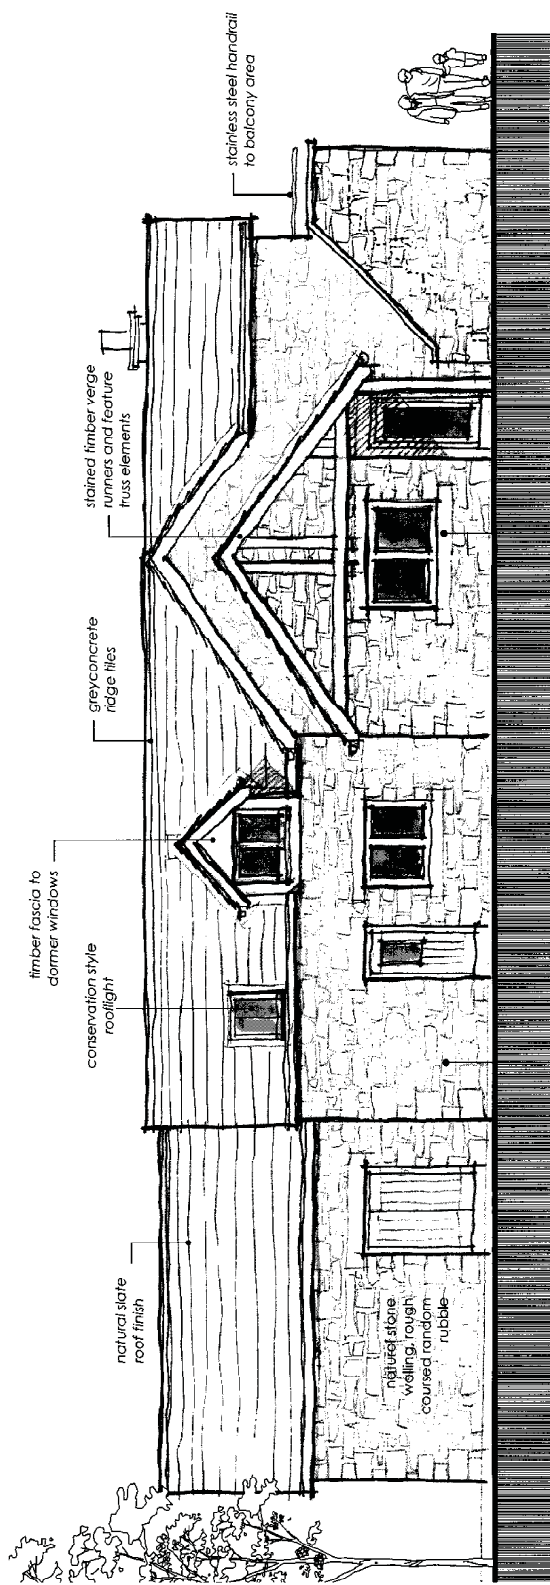 natural slate
roof finish
natural stone
walling, rough
coursed random
rubble
conservation style
rooflight
timber fascia to
dormer windows
greyconcrete
ridge tiles
stained timber verge
runners and feature
truss elements
stainless steel handrail
to balcony area